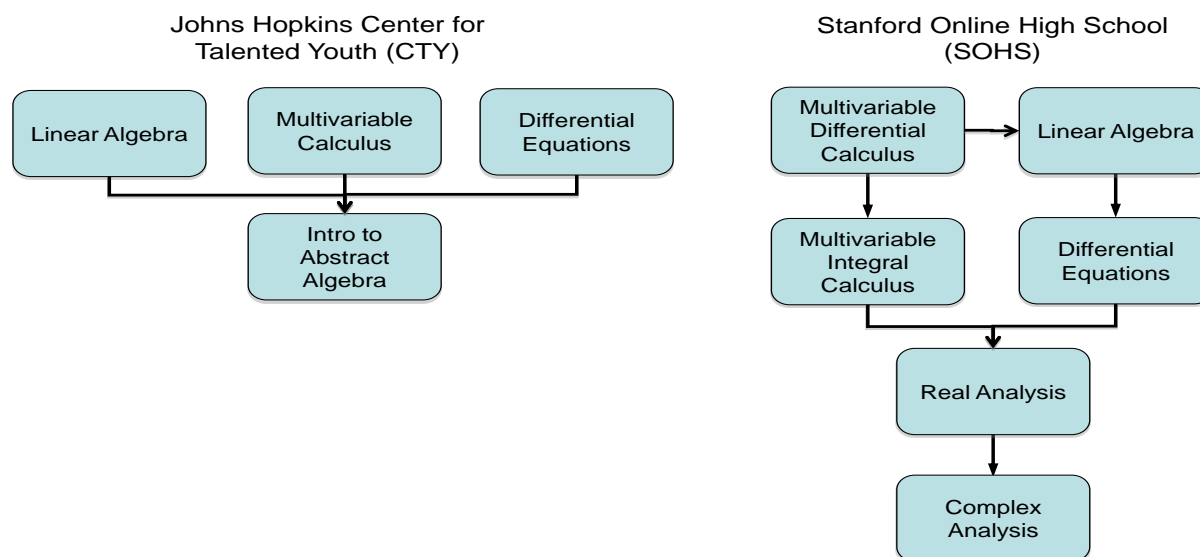 Johns Hopkins Center for
Talented Youth (CTY)
Linear Algebra
Multivariable
Calculus
Differential
Equations
Intro to
Abstract
Algebra
Stanford Online High School
(SOHS)
Multivariable
Differential
Calculus
Linear Algebra
Multivariable
Integral
Calculus
Differential
Equations
Real Analysis
Complex
Analysis